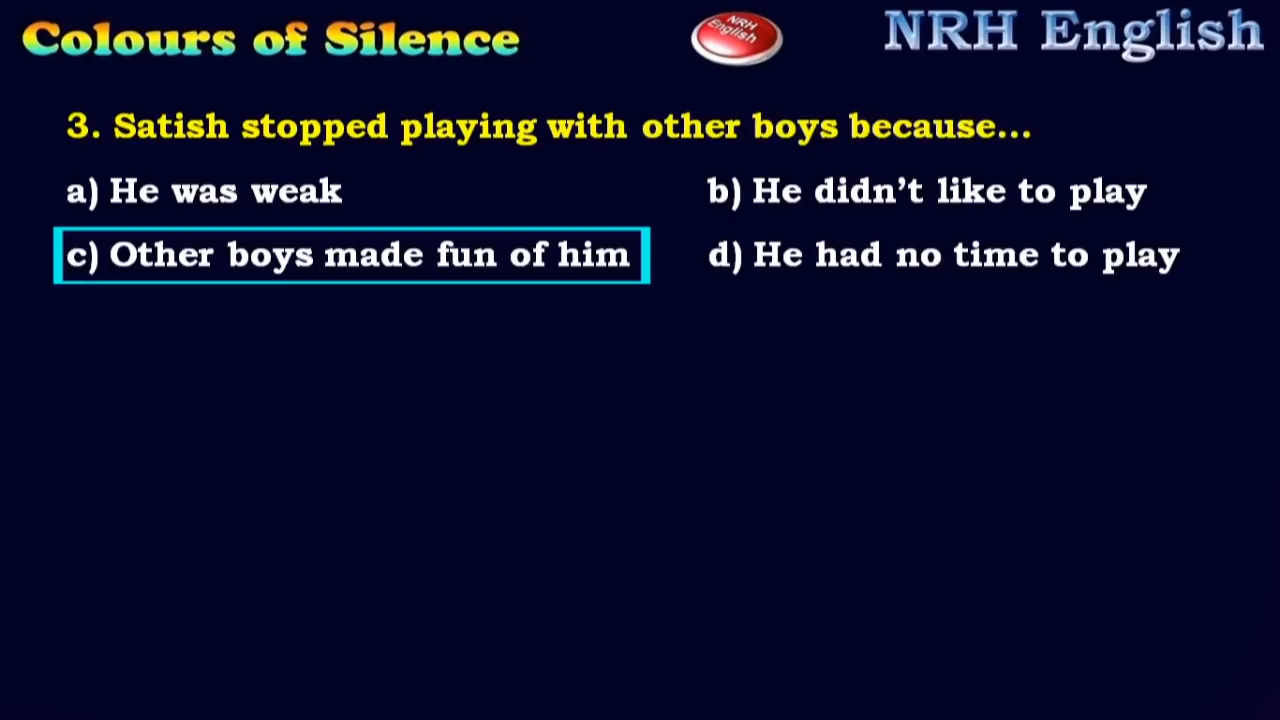 Colours of Silence
NRH
English
NRH English
3. Satish stopped playing with other boys because...
a) He was weak
b) He didn’t like to play
c) Other boys made fun of him
d) He had no time to play